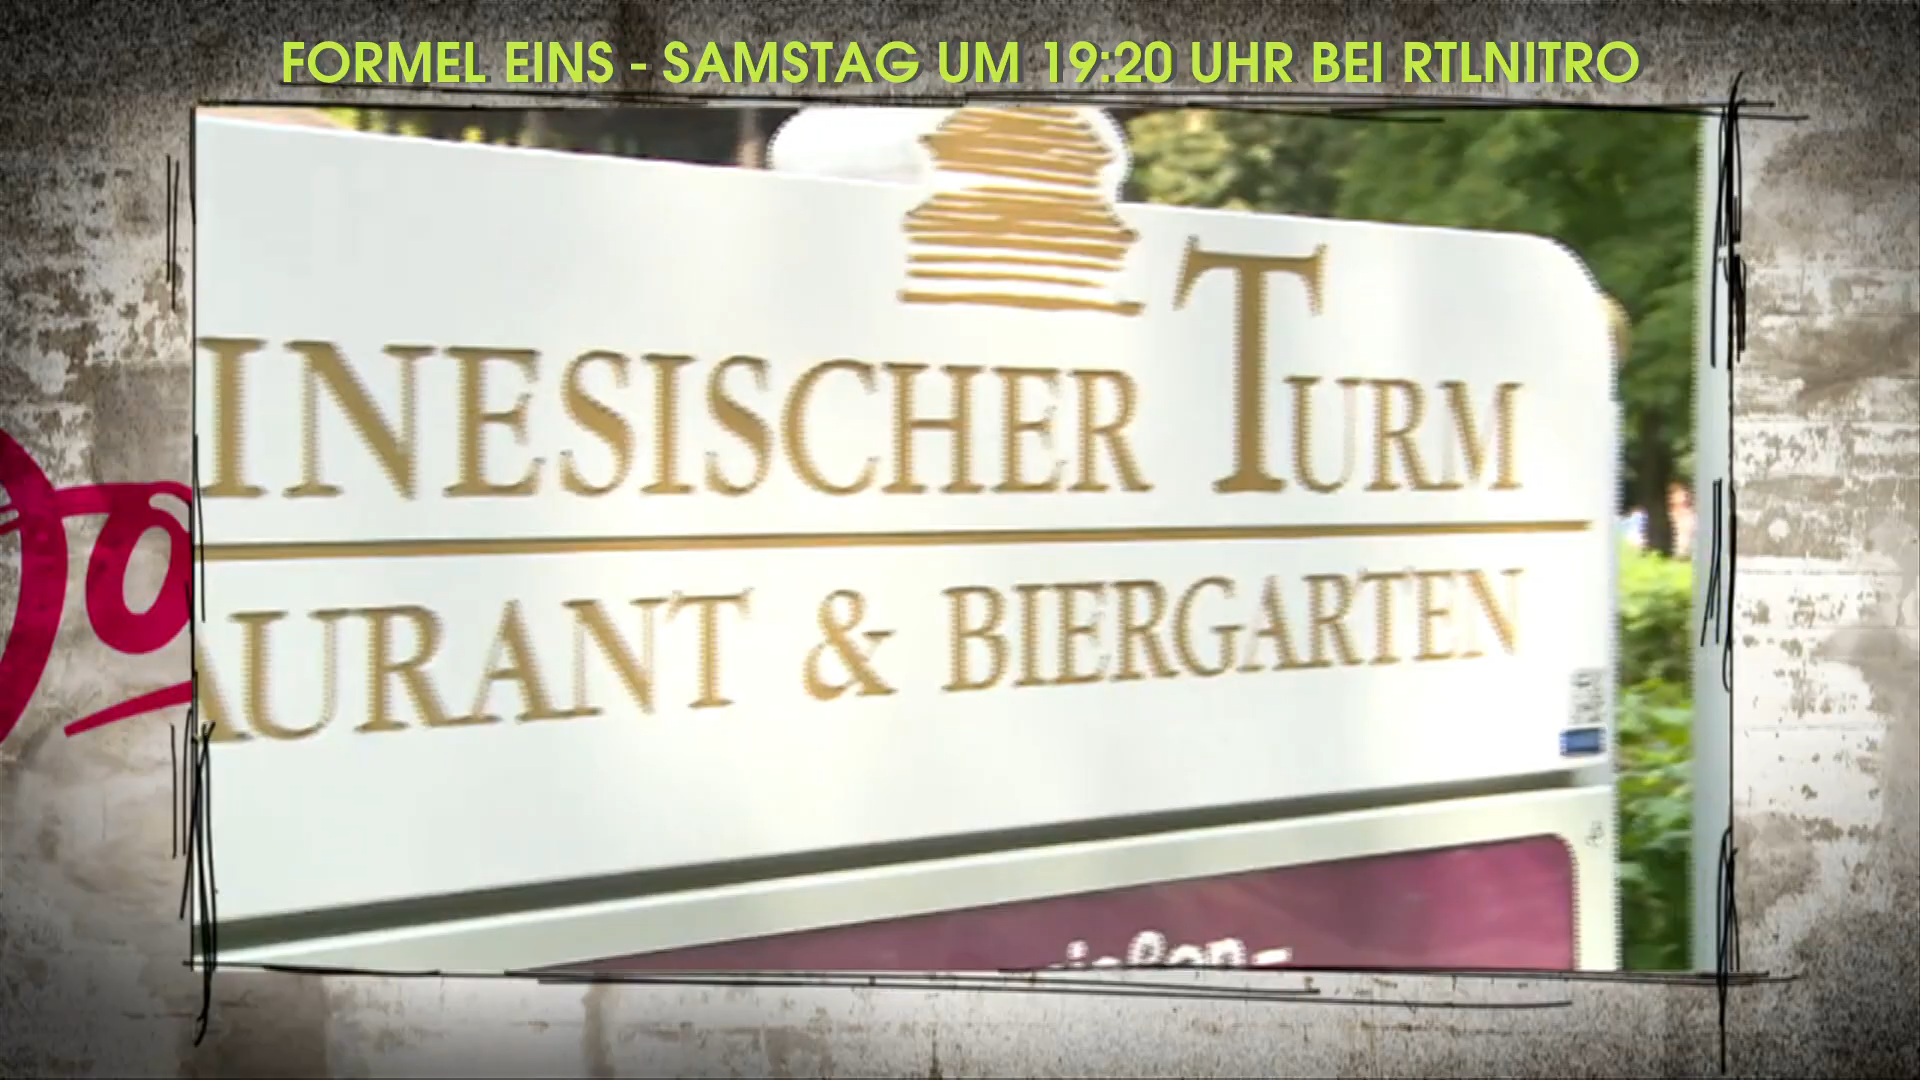 FORMEL EINS - SAMSTAG UM 19:20 UHR BEI RTLNITRO
INESISCHER TURM
AURANT & BIERGARTEN